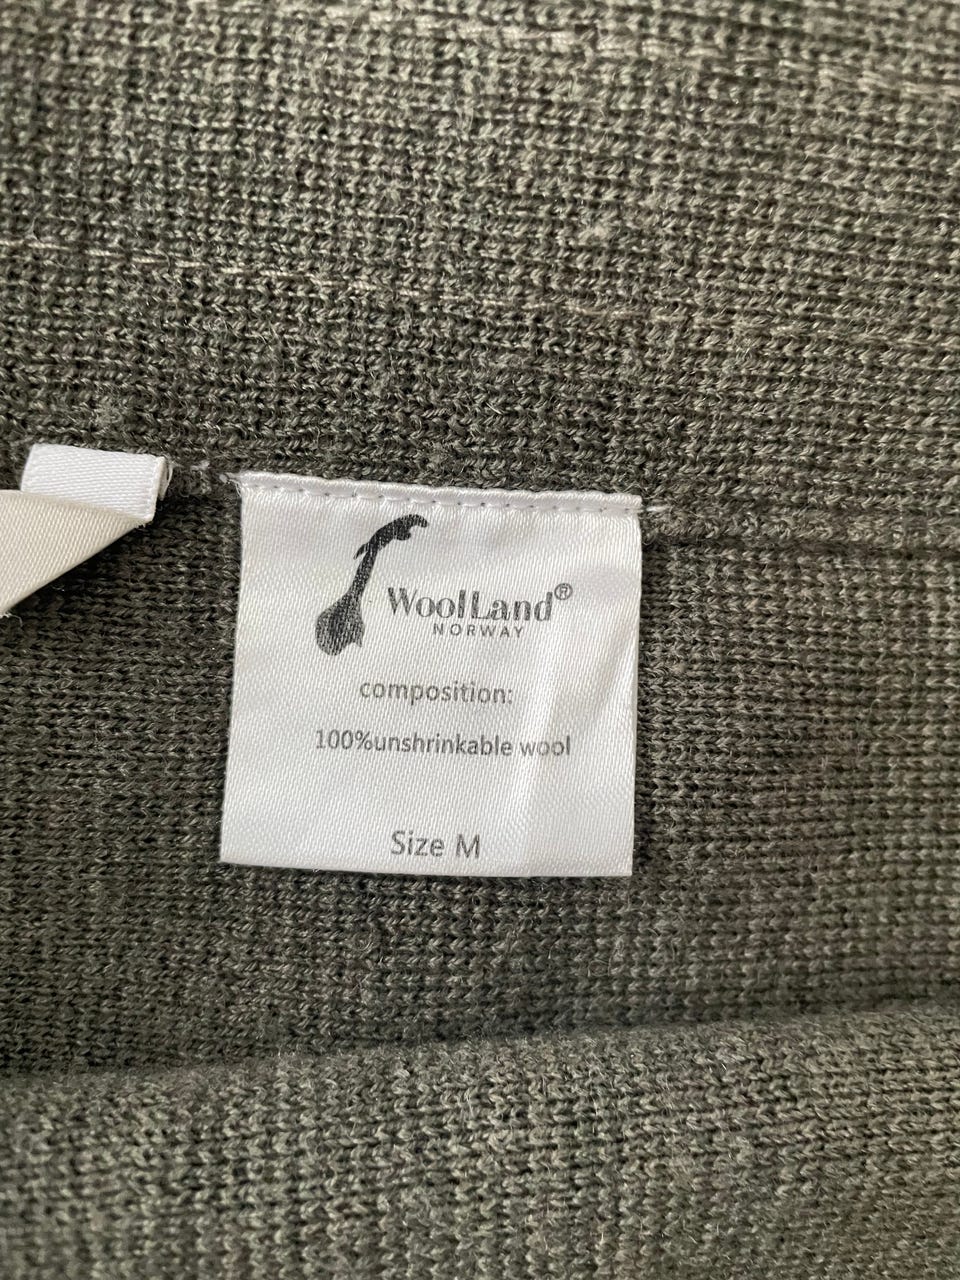 WoolLand®
NORWAY
composition:
100%unshrinkable wool
Size M